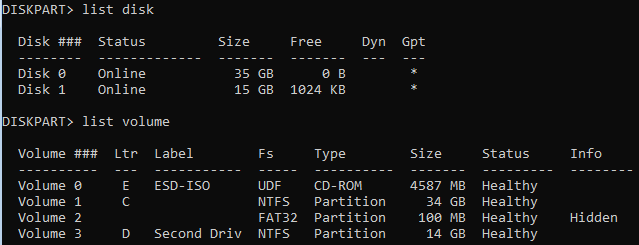 DISKPART> list disk
Disk ### Status Size Free Dyn Gpt
-------- ------------- ------- ------- --- ---
Disk 0 Online 35 GB 0 B *
Disk 1 Online 15 GB 1024 KB *
DISKPART> list volume
Volume ### Ltr Label Fs Type Size Status Info
---------- --- ----------- ----- ---------- ------- --------- --------
Volume 0 E ESD-ISO UDF CD-ROM 4587 MB Healthy
Volume 1 C NTFS Partition 34 GB Healthy
Volume 2 FAT32 Partition 100 MB Healthy Hidden
Volume 3 D Second Driv NTFS Partition 14 GB Healthy